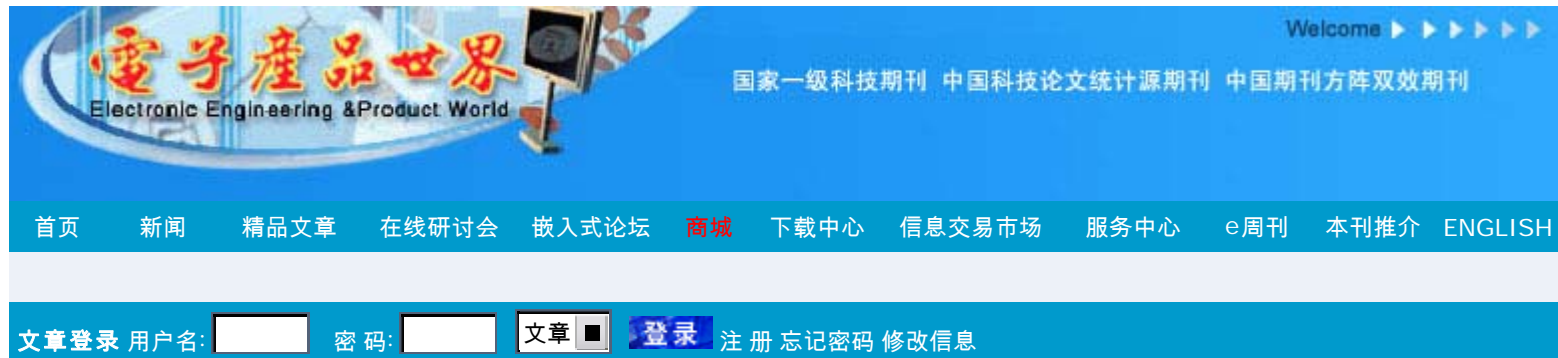 Welcome
電子産品世界
Electronic Engineering &Product World
国家一级科技期刊 中国科技论文统计源期刊 中国期刊方阵双效期刊
首页 新闻 精品文章 在线研讨会 嵌入式论坛 商城 下载中心 信息交易市场 服务中心 e周刊 本刊推介 ENGLISH
文章登录 用户名: 密 码: 文章 登录 注 册 忘记密码 修改信息